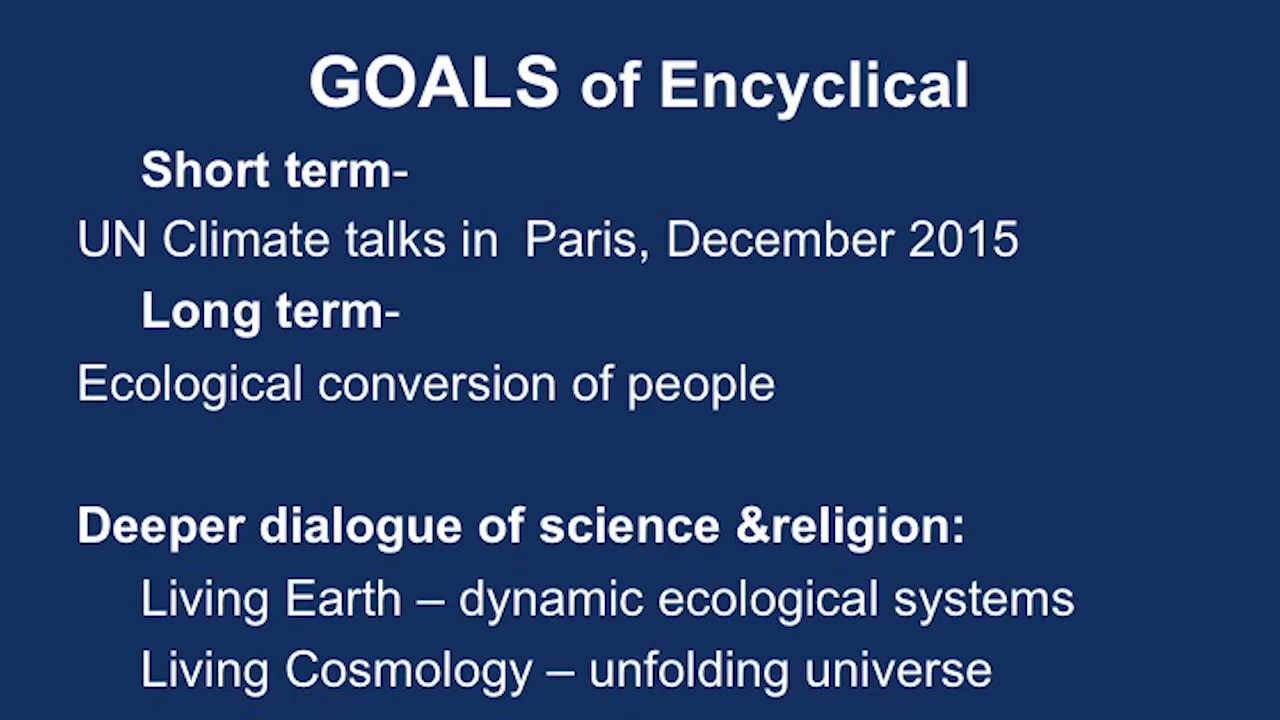 GOALS of Encyclical
Short term-
UN Climate talks in Paris, December 2015
Long term-
Ecological conversion of people
Deeper dialogue of science &religion:
Living Earth – dynamic ecological systems
Living Cosmology – unfolding universe